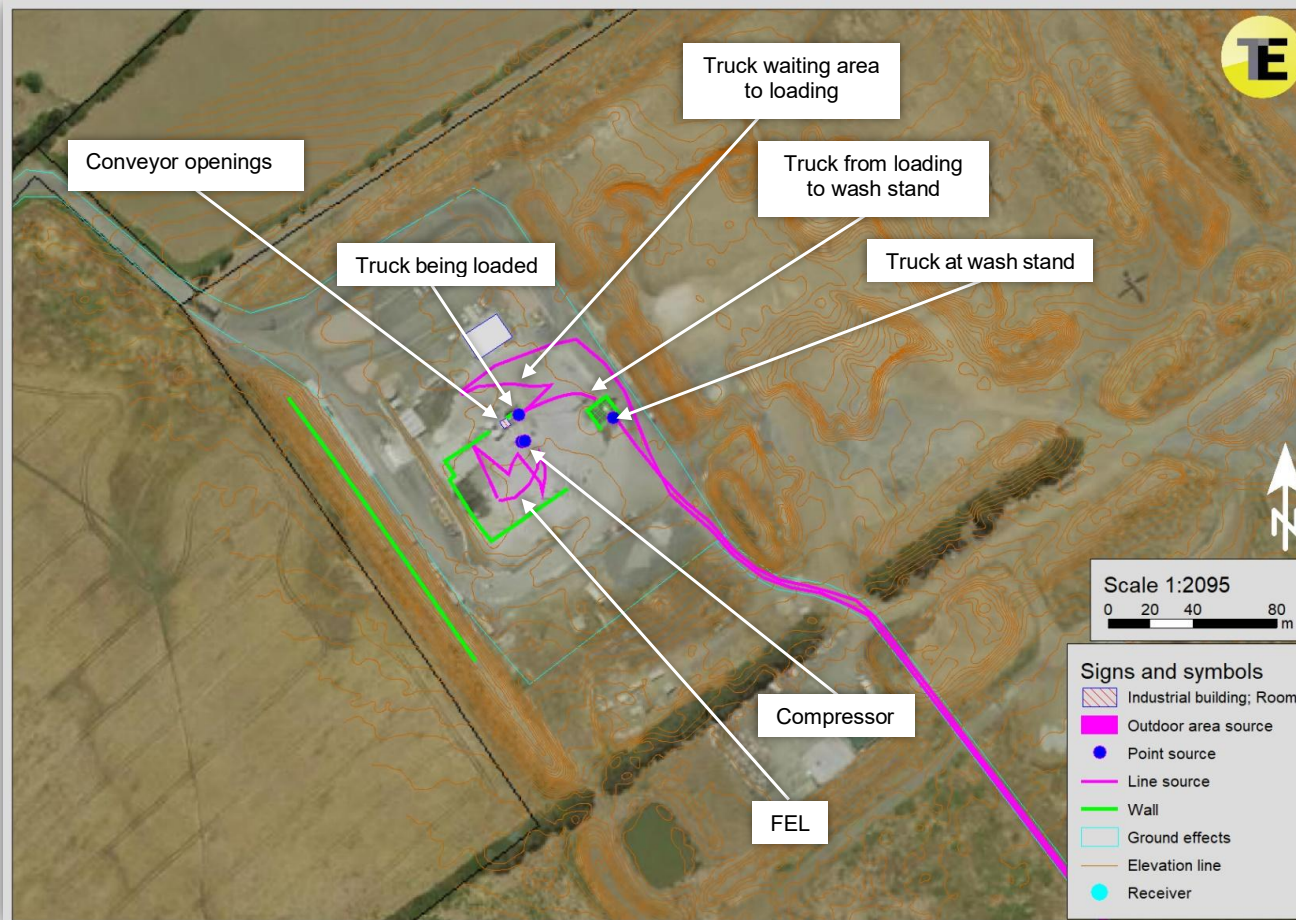 TE
Truck waiting area
to loading
Conveyor openings
Truck from loading
to wash stand
Truck being loaded
Truck at wash stand
N
Scale 1:2095
0 20 40 80
m
Signs and symbols
Industrial building; Room
Outdoor area source
Point source
Line source
Compressor
Wall
FEL
Ground effects
Elevation line
Receiver